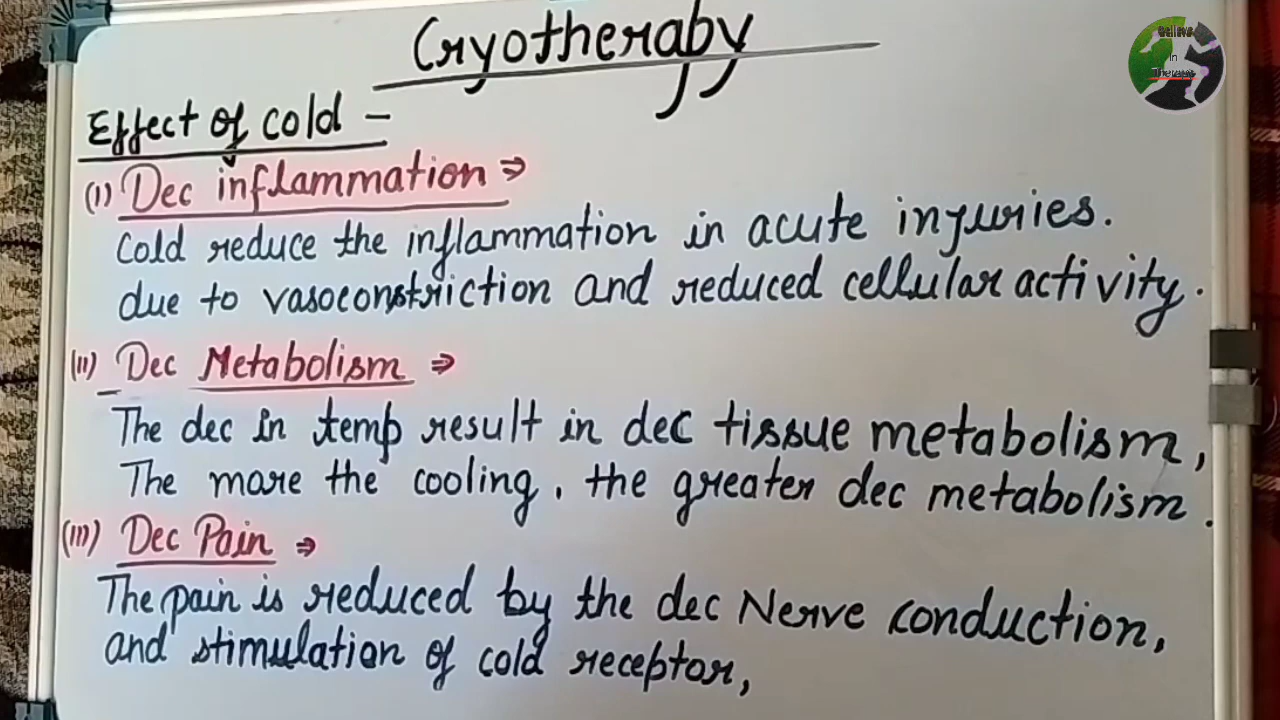 Cryotheraby
Believe
in
Therapy
Effect of cold -
(I) Dec inflammation ⇒
Cold reduce the inflammation in acute injuries.
due to vasoconstriction and reduced cellular activity.
(II) Dec Metabolism ⇒
The dec in temp result in dec tissue metabolism,
The more the cooling, the greater dec metabolism.
(III) Dec Pain ⇒
The pain is reduced by the dec Nerve conduction,
and stimulation of cold receptor,